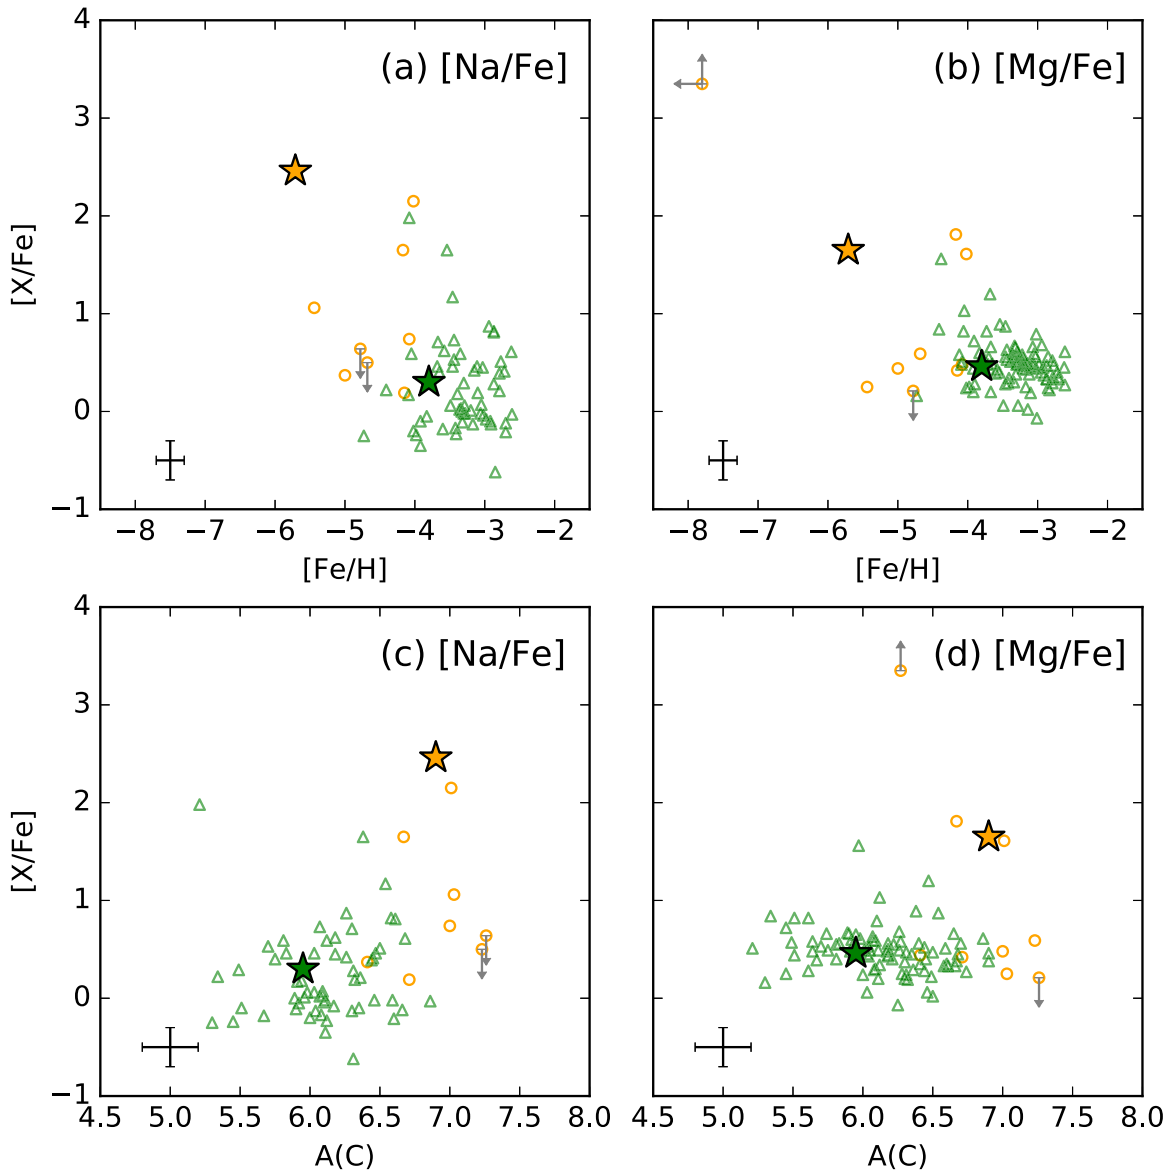 (a) [Na/Fe]
[X/Fe]
4
3
2
1
0
−1
−8 −7 −6 −5 −4 −3 −2
[Fe/H]
(b) [Mg/Fe]
−8 −7 −6 −5 −4 −3 −2
[Fe/H]
(c) [Na/Fe]
[X/Fe]
4
3
2
1
0
−1
4.5 5.0 5.5 6.0 6.5 7.0 7.5 8.0
A(C)
(d) [Mg/Fe]
4.5 5.0 5.5 6.0 6.5 7.0 7.5 8.0
A(C)